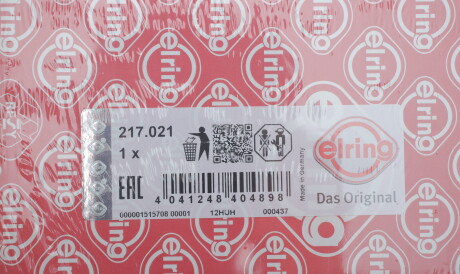 217.021
1 x
EAC
4 041248 404898
000001515708 00001 12HUH 000437
Made in Germany
elring
Das Original